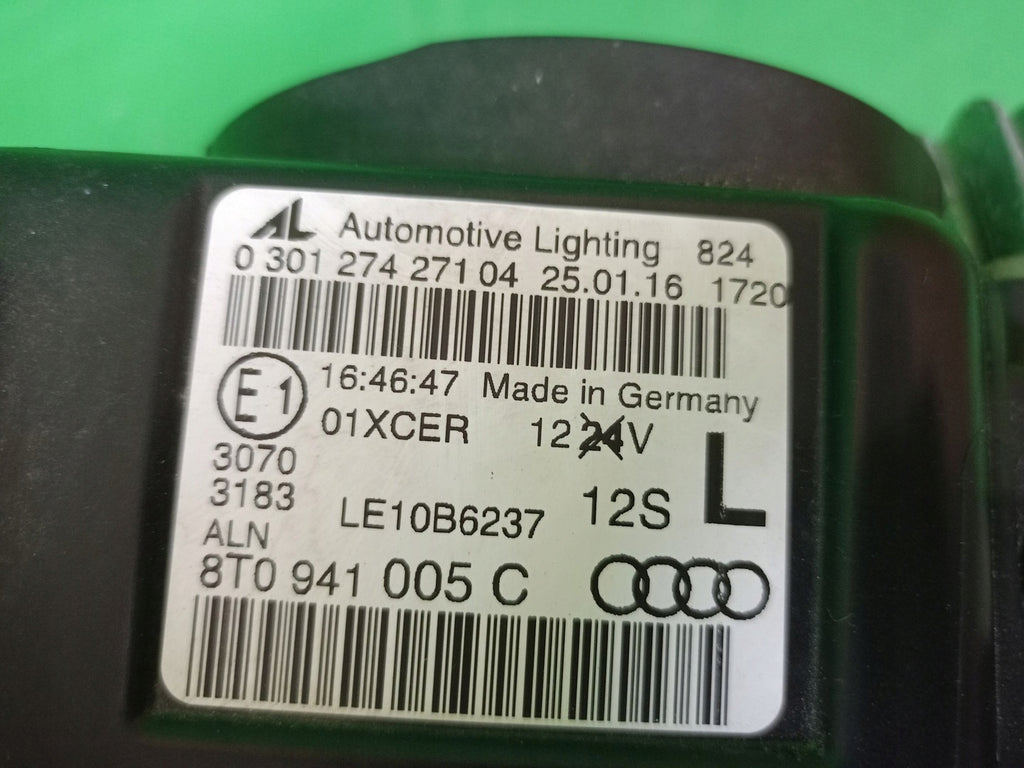 AL Automotive Lighting 824
0 301 274 271 04 25.01.16 1720
E1 16:46:47 Made in Germany
01XCER 12 24V
3070
3183
LE10B6237 12S L
ALN
8T0 941 005 C